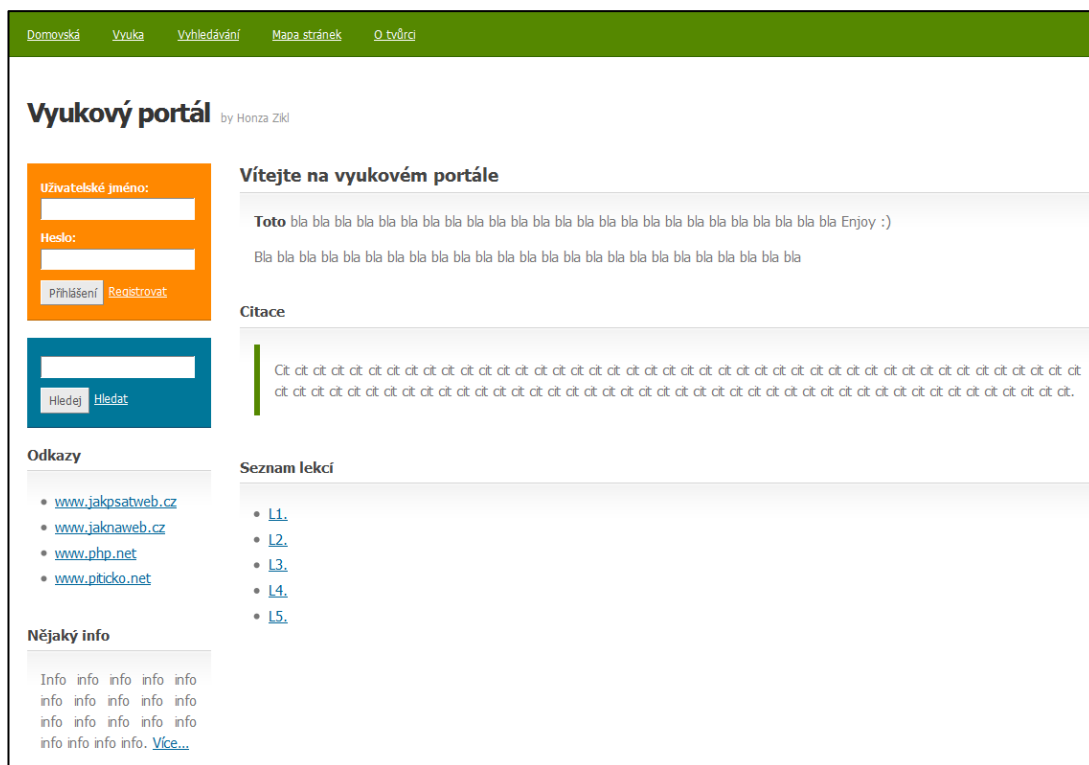 Domovská Vyuka Vyhledávání Mapa stránek O tvůrci
Vyukový portál by Honza Zikl
Uživatelské jméno:
Heslo:
Přihlášení Registrovat
Hledej Hledat
Odkazy
www.jakpsatweb.cz
www.jaknaweb.cz
www.php.net
www.piticko.net
Nějaký info
Info info info info info
info info info info info
info info info info info
info info info info. Více...
Vítejte na vyukovém portále
Toto bla bla bla bla bla bla bla bla bla bla bla bla bla bla bla bla bla bla bla bla bla bla bla bla bla Enjoy :)
Bla bla bla bla bla bla bla bla bla bla bla bla bla bla bla bla bla bla bla bla bla bla bla bla bla
Citace
Cit cit cit cit cit cit cit cit cit cit cit cit cit cit cit cit cit cit cit cit cit cit cit cit cit cit cit cit cit cit cit cit cit cit cit cit cit cit cit cit cit cit cit cit
cit cit cit cit cit cit cit cit cit cit cit cit cit cit cit cit cit cit cit cit cit cit cit cit cit cit cit cit cit cit cit cit cit cit cit cit cit cit cit cit cit cit cit cit.
Seznam lekcí
L1.
L2.
L3.
L4.
L5.